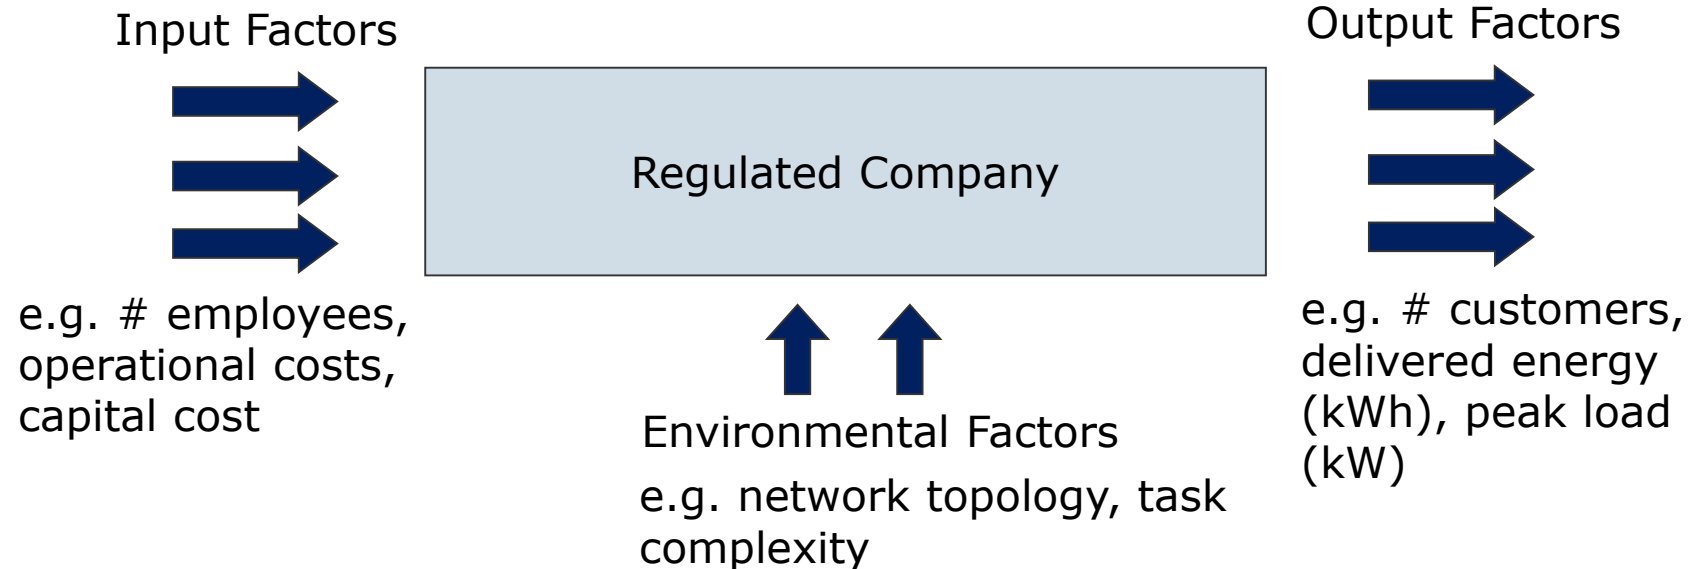 Input Factors
Output Factors
Regulated Company
e.g. # employees,
operational costs,
capital cost
e.g. # customers,
delivered energy
(kWh), peak load
(kW)
Environmental Factors
e.g. network topology, task
complexity